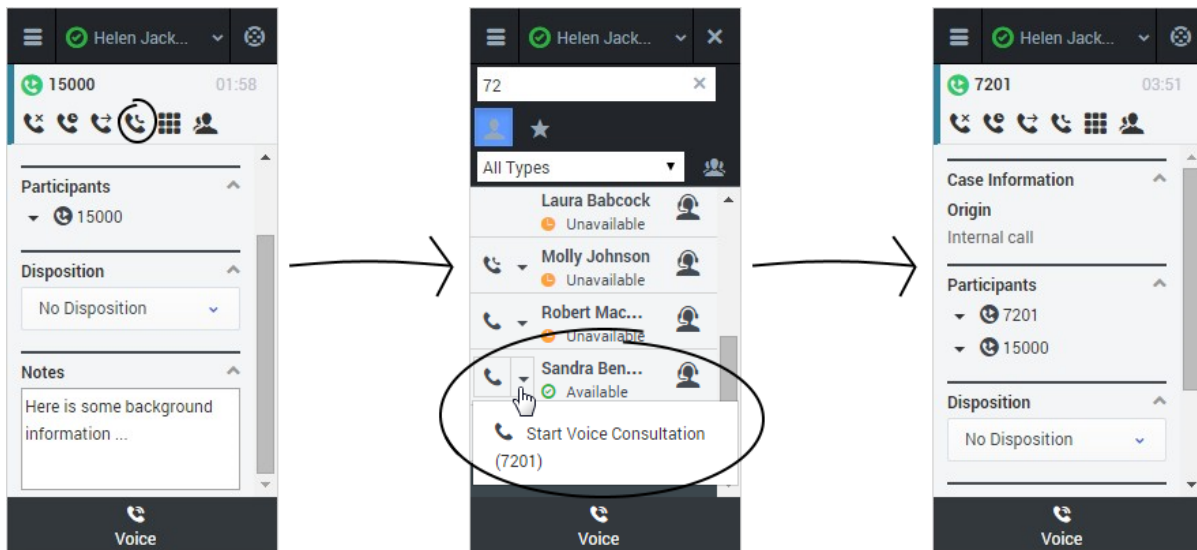 Helen Jack...
15000
01:58
Participants
15000
Disposition
No Disposition
Notes
Here is some background
information ...
Voice
Helen Jack...
72
All Types
Laura Babcock
Unavailable
Molly Johnson
Unavailable
Robert Mac...
Unavailable
Sandra Ben...
Available
Start Voice Consultation
(7201)
Voice
Helen Jack...
7201
03:51
Case Information
Origin
Internal call
Participants
7201
15000
Disposition
No Disposition
Voice